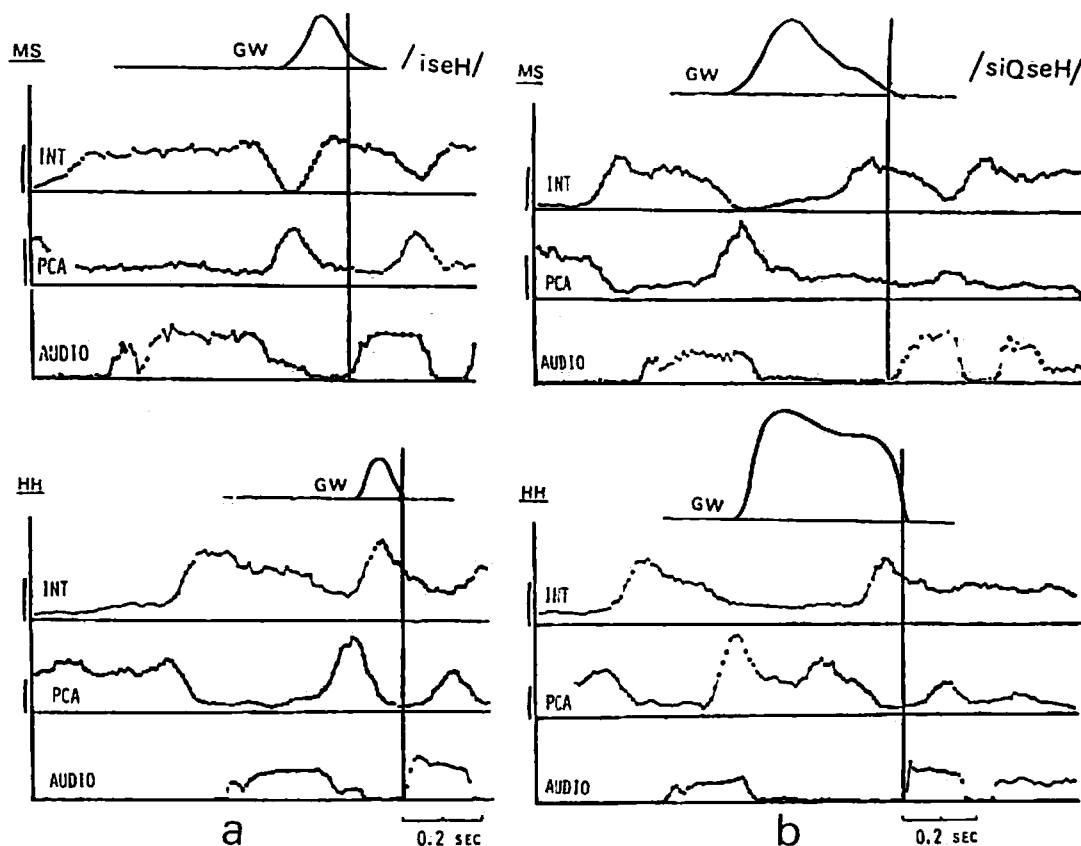 MS
GW
/iseH/
INT
PCA
AUDIO
MS
GW
/siQseH/
INT
PCA
AUDIO
HH
GW
INT
PCA
AUDIO
a
0.2 SEC
HH
GW
INT
PCA
AUDIO
b
0.2 SEC